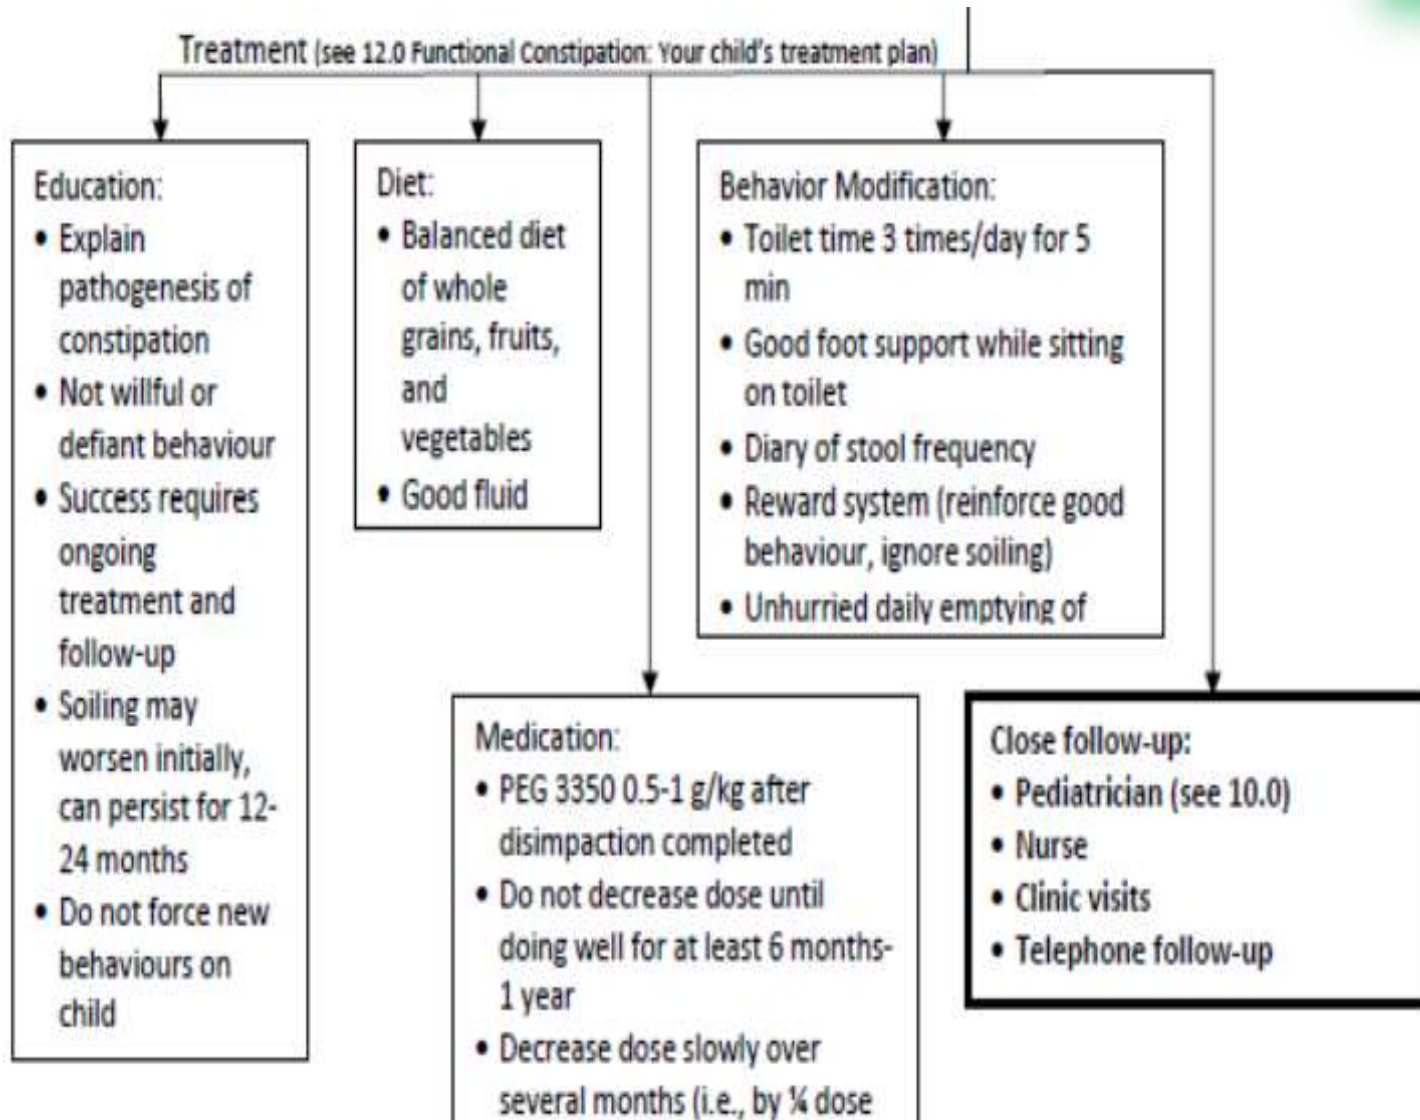 Treatment (see 12.0 Functional Constipation: Your child's treatment plan)
Education:
• Explain
pathogenesis of
constipation
• Not willful or
defiant behaviour
• Success requires
ongoing
treatment and
follow-up
• Soiling may
worsen initially,
can persist for 12-
24 months
• Do not force new
behaviours on
child
Diet:
• Balanced diet
of whole
grains, fruits,
and
vegetables
• Good fluid
Behavior Modification:
• Toilet time 3 times/day for 5
min
• Good foot support while sitting
on toilet
• Diary of stool frequency
• Reward system (reinforce good
behaviour, ignore soiling)
• Unhurried daily emptying of
Medication:
• PEG 3350 0.5-1 g/kg after
disimpaction completed
• Do not decrease dose until
doing well for at least 6 months-
1 year
• Decrease dose slowly over
several months (i.e., by ¼ dose
Close follow-up:
• Pediatrician (see 10.0)
• Nurse
• Clinic visits
• Telephone follow-up